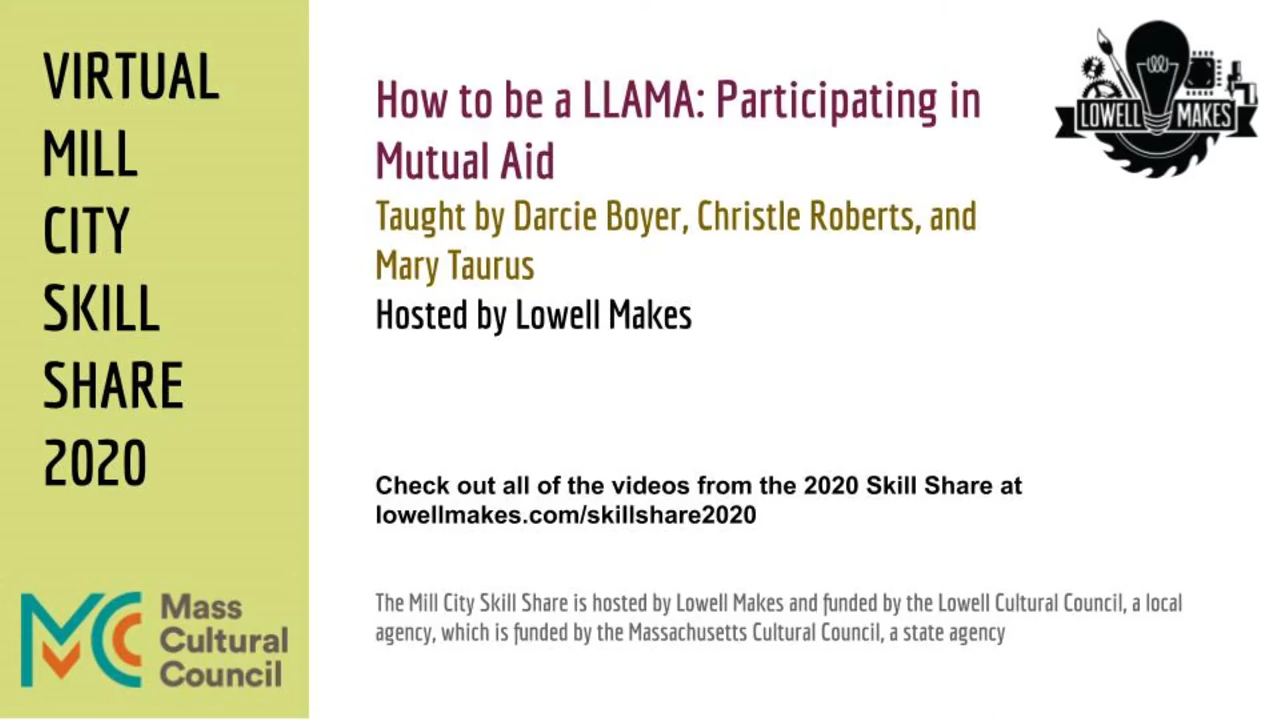 VIRTUAL
MILL
CITY
SKILL
SHARE
2020
Mass
Cultural
Council
How to be a LLAMA: Participating in
Mutual Aid
Taught by Darcie Boyer, Christle Roberts, and
Mary Taurus
Hosted by Lowell Makes
LOWELL MAKES
Check out all of the videos from the 2020 Skill Share at
lowellmakes.com/skillshare2020
The Mill City Skill Share is hosted by Lowell Makes and funded by the Lowell Cultural Council, a local
agency, which is funded by the Massachusetts Cultural Council, a state agency